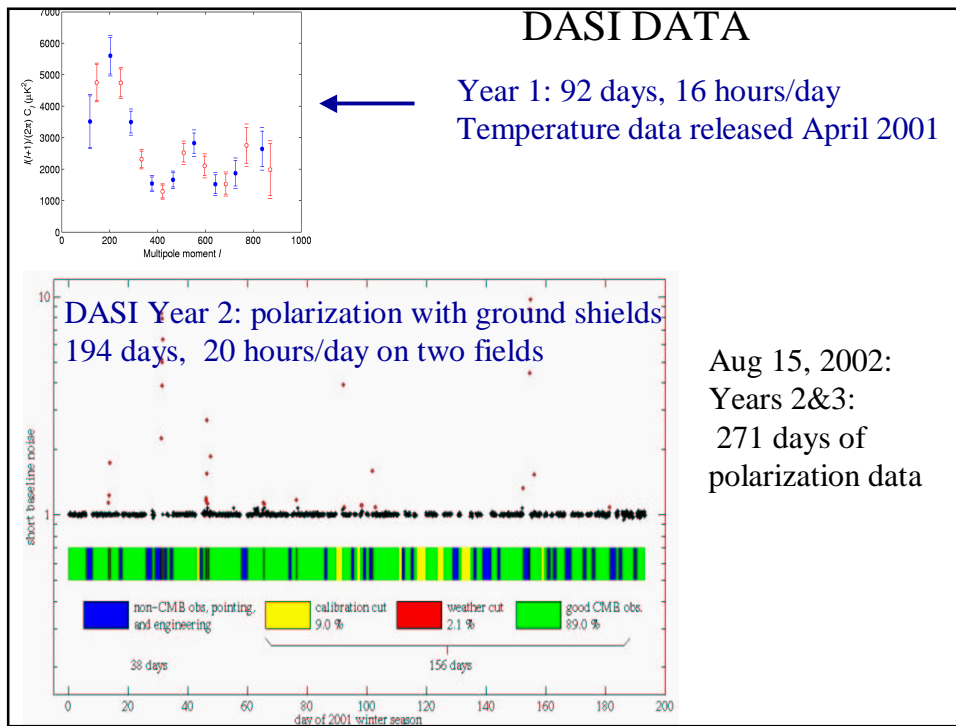 DASI DATA
Year 1: 92 days, 16 hours/day
Temperature data released April 2001
7000
6000
5000
4000
3000
2000
1000
0
l(l+1)/(2π) Cl (μK²)
0 200 400 600 800 1000
Multipole moment l
DASI Year 2: polarization with ground shields
194 days, 20 hours/day on two fields
10
1
short baseline noise
non-CMB obs, pointing,
and engineering
calibration cut
9.0 %
weather cut
2.1 %
good CMB obs.
89.0 %
38 days
156 days
0 20 40 60 80 100 120 140 160 180 200
day of 2001 winter season
Aug 15, 2002:
Years 2&3:
271 days of
polarization data